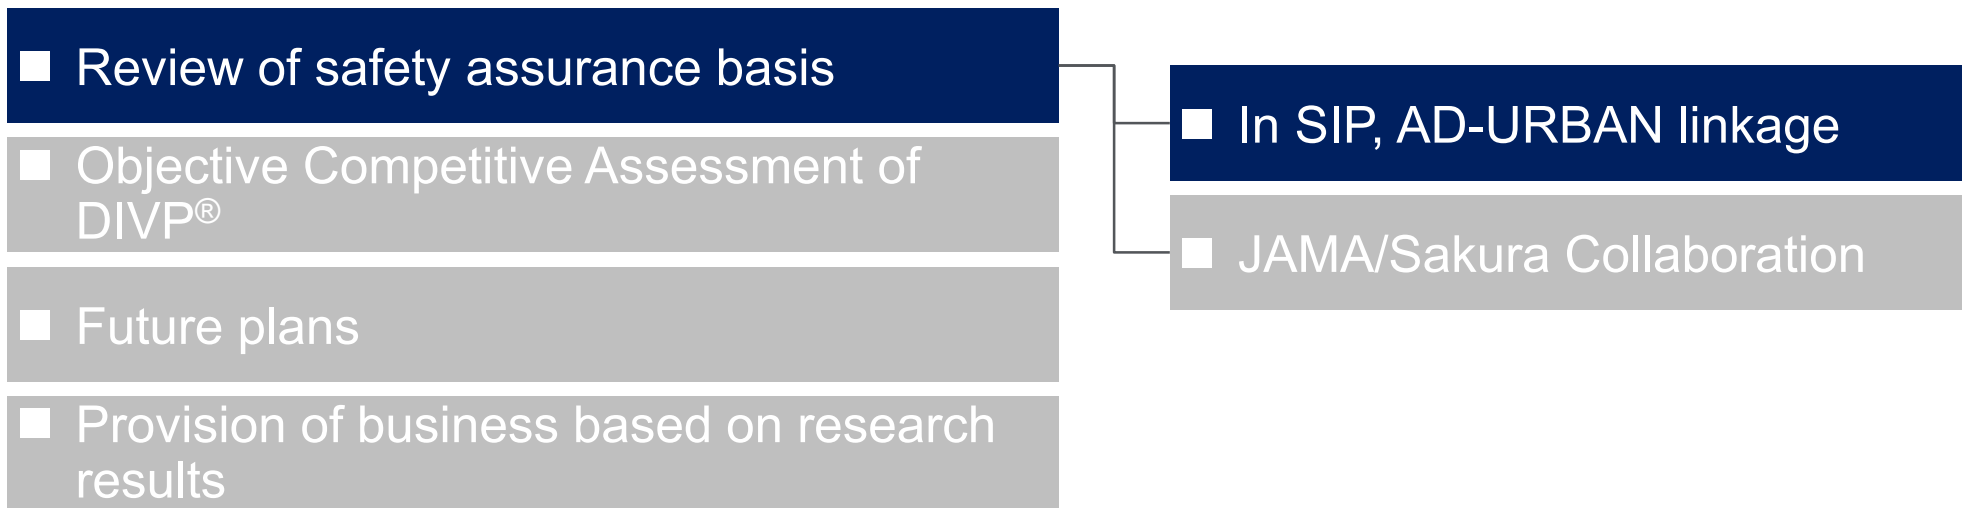 ■ Review of safety assurance basis
■ Objective Competitive Assessment of
DIVP®
■ Future plans
■ Provision of business based on research
results
■ In SIP, AD-URBAN linkage
■ JAMA/Sakura Collaboration